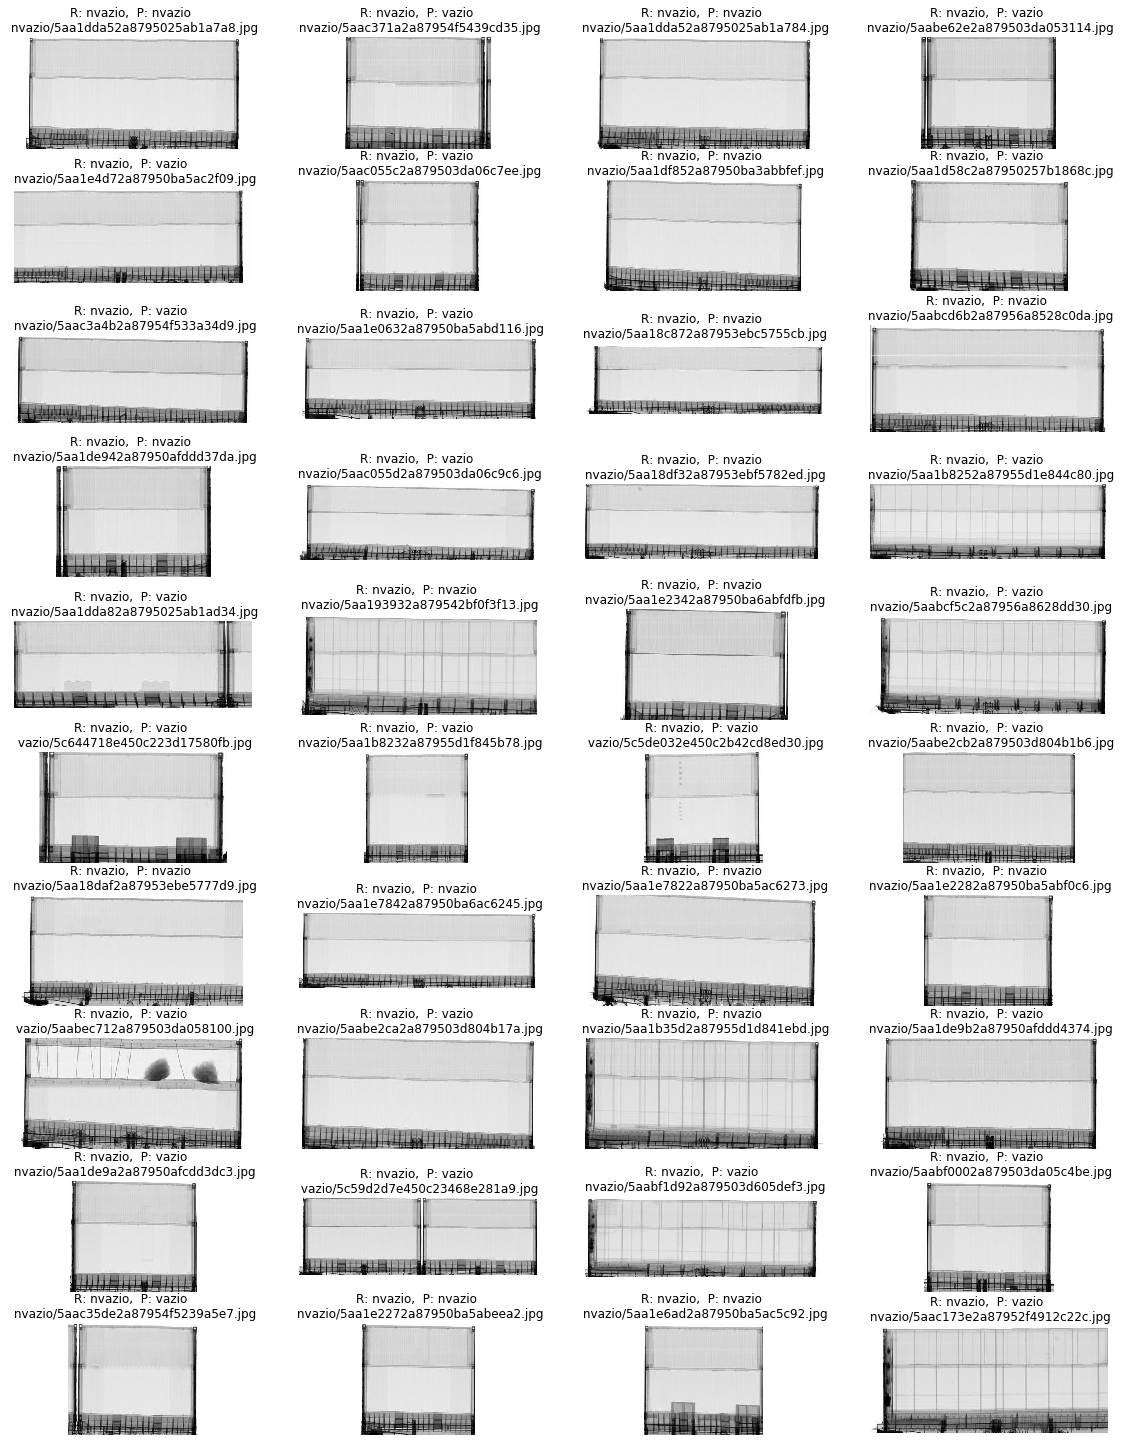 R: nvazio,  P: vazio
nvazio/5aa1dda52a8795025ab1a7a8.jpg
R: nvazio,  P: vazio
nvazio/5aac371a2a87954f5439cd35.jpg
R: nvazio,  P: nvazio
nvazio/5aa1dda52a8795025ab1a784.jpg
R: nvazio,  P: vazio
nvazio/5aabe62e2a879503da053114.jpg
R: nvazio,  P: vazio
nvazio/5aa1e4d72a87950ba5ac2f09.jpg
R: nvazio,  P: vazio
nvazio/5aac055c2a879503da06c7ee.jpg
R: nvazio,  P: nvazio
nvazio/5aa1df852a87950ba3abbfef.jpg
R: nvazio,  P: vazio
nvazio/5aa1d58c2a87950257b1868c.jpg
R: nvazio,  P: nvazio
nvazio/5aac3a4b2a87954f533a34d9.jpg
R: nvazio,  P: vazio
nvazio/5aa1e0632a87950ba5abd116.jpg
R: nvazio,  P: nvazio
nvazio/5aa18c872a87953ebc5755cb.jpg
R: nvazio,  P: nvazio
nvazio/5aabcd6b2a87956a8528c0da.jpg
R: nvazio,  P: vazio
nvazio/5aa1de942a87950afddd37da.jpg
R: nvazio,  P: vazio
nvazio/5aac055d2a879503da06c9c6.jpg
R: nvazio,  P: nvazio
nvazio/5aa18df32a87953ebf5782ed.jpg
R: nvazio,  P: vazio
nvazio/5aa1b8252a87955d1e844c80.jpg
R: nvazio,  P: vazio
nvazio/5aa1dda82a8795025ab1ad34.jpg
R: nvazio,  P: nvazio
nvazio/5aa193932a879542bf0f3f13.jpg
R: nvazio,  P: nvazio
nvazio/5aa1e2342a87950ba6abfdfb.jpg
R: nvazio,  P: vazio
nvazio/5aabcf5c2a87956a8628dd30.jpg
R: nvazio,  P: vazio
vazio/5c644718e450c223d17580fb.jpg
R: nvazio,  P: vazio
nvazio/5aa1b8232a87955d1f845b78.jpg
R: nvazio,  P: vazio
vazio/5c5de032e450c2b42cd8ed30.jpg
R: nvazio,  P: vazio
nvazio/5aabe2cb2a879503d804b1b6.jpg
R: nvazio,  P: nvazio
nvazio/5aa18daf2a87953ebe5777d9.jpg
R: nvazio,  P: nvazio
nvazio/5aa1e7842a87950ba6ac6245.jpg
R: nvazio,  P: nvazio
nvazio/5aa1e7822a87950ba5ac6273.jpg
R: nvazio,  P: vazio
nvazio/5aa1e2282a87950ba5abf0c6.jpg
R: nvazio,  P: vazio
vazio/5aabec712a879503da058100.jpg
R: nvazio,  P: vazio
nvazio/5aabe2ca2a879503d804b17a.jpg
R: nvazio,  P: nvazio
nvazio/5aa1b35d2a87955d1d841ebd.jpg
R: nvazio,  P: vazio
nvazio/5aa1de9b2a87950afddd4374.jpg
R: nvazio,  P: vazio
nvazio/5aa1de9a2a87950afcdd3dc3.jpg
R: nvazio,  P: vazio
vazio/5c59d2d7e450c23468e281a9.jpg
R: nvazio,  P: vazio
nvazio/5aabf1d92a879503d605def3.jpg
R: nvazio,  P: vazio
nvazio/5aabf0002a879503da05c4be.jpg
R: nvazio,  P: vazio
nvazio/5aac35de2a87954f5239a5e7.jpg
R: nvazio,  P: nvazio
nvazio/5aa1e2272a87950ba5abeea2.jpg
R: nvazio,  P: nvazio
nvazio/5aa1e6ad2a87950ba5ac5c92.jpg
R: nvazio,  P: vazio
nvazio/5aac173e2a87952f4912c22c.jpg